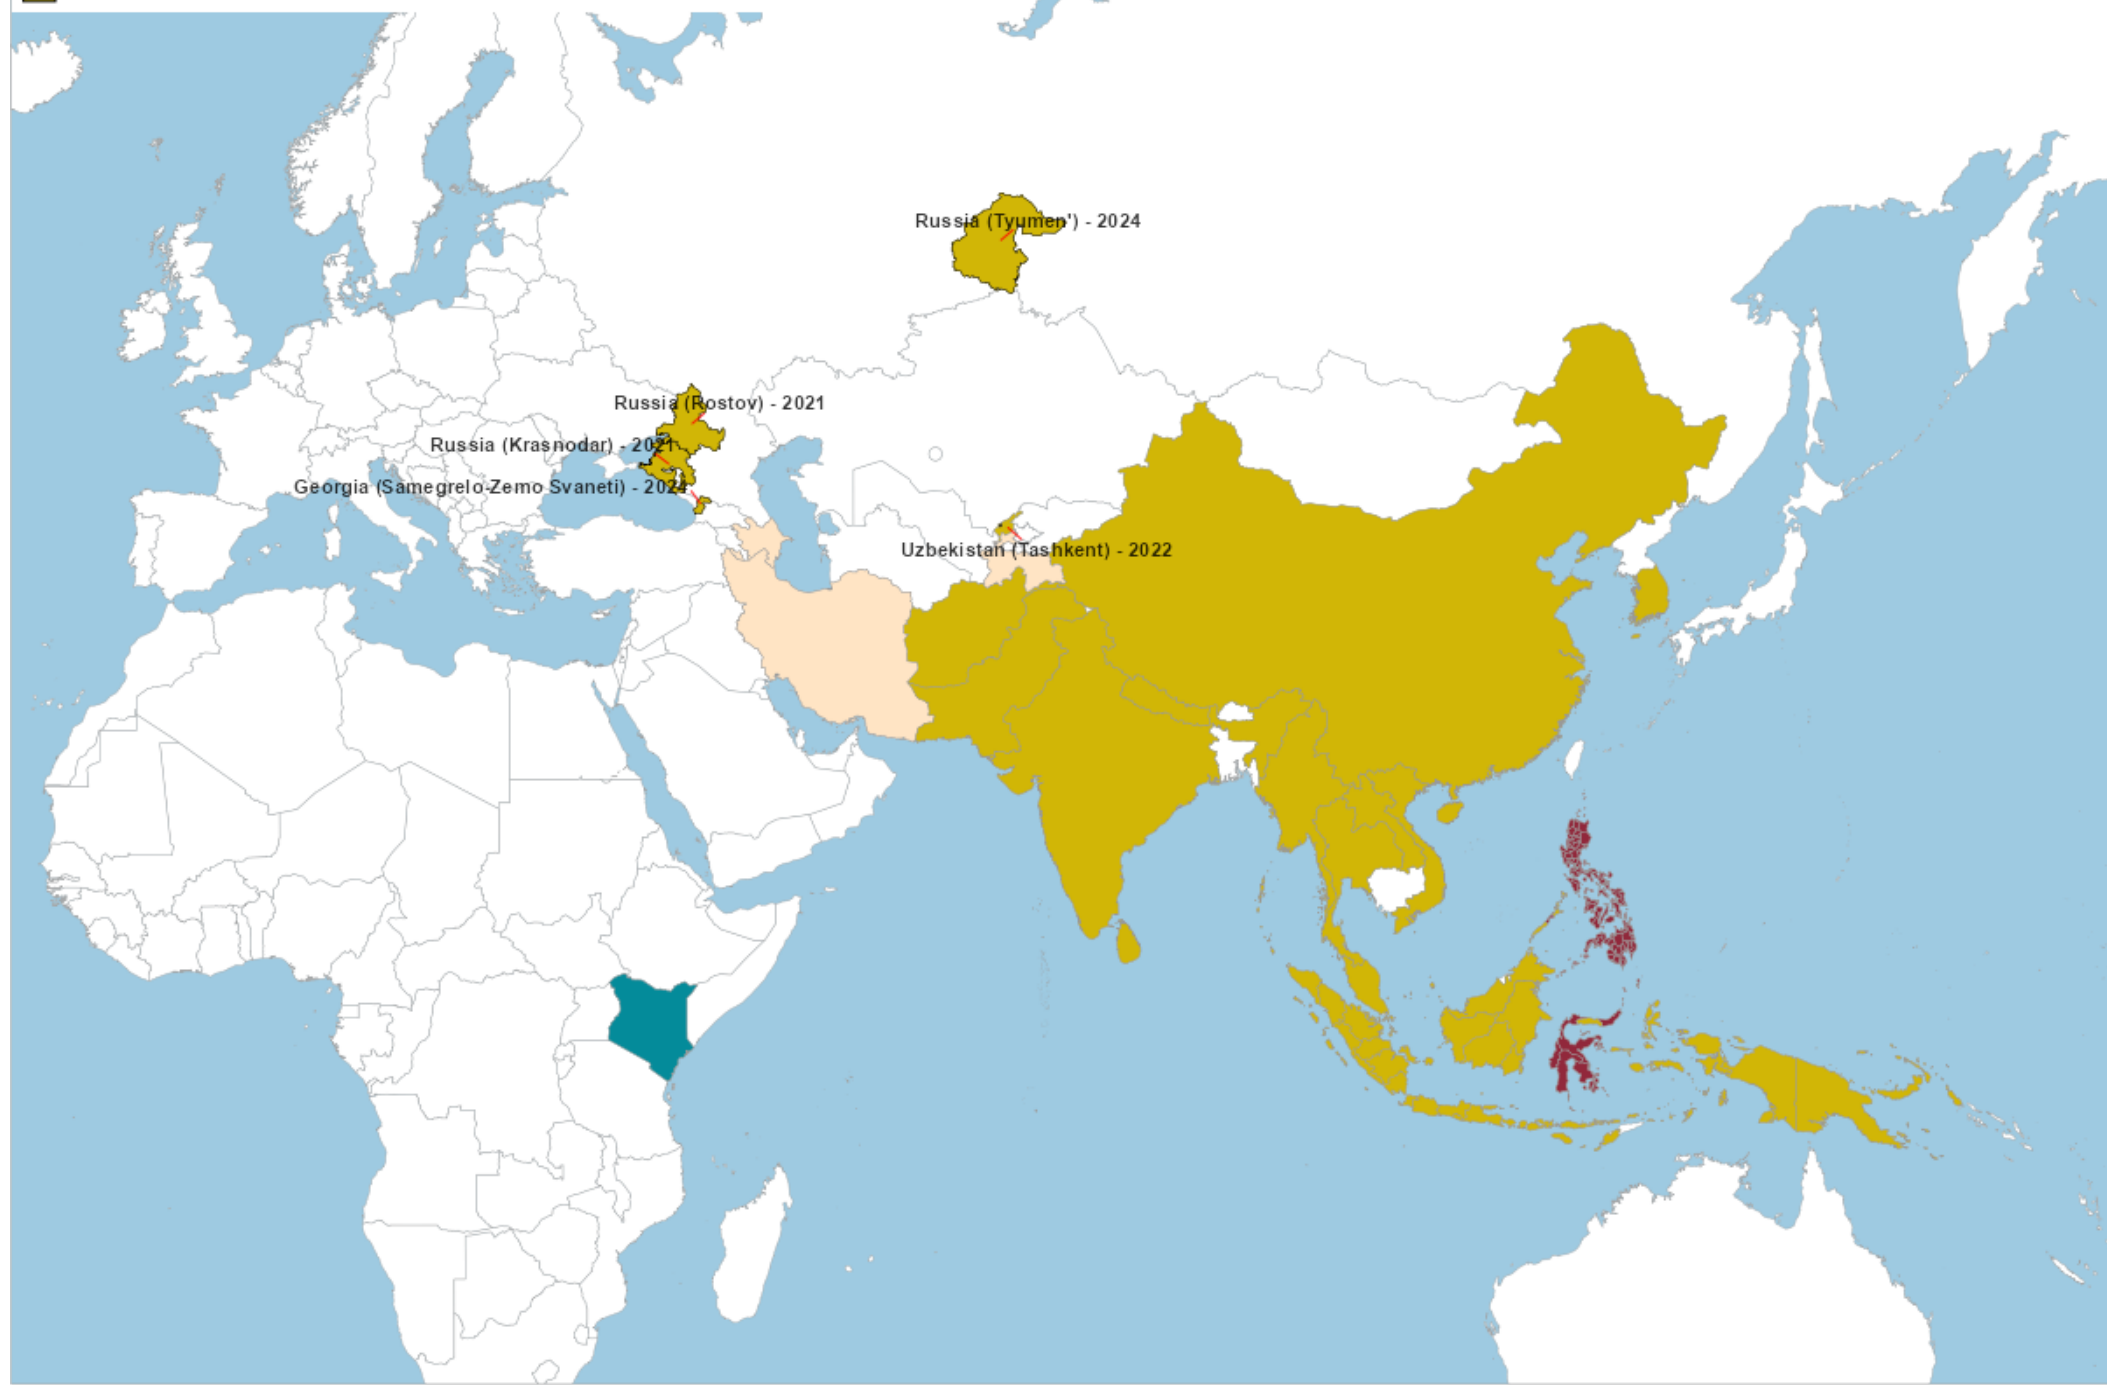 Russia (Tyumen') - 2024
Russia (Rostov) - 2021
Russia (Krasnodar) - 2021
Georgia (Samegrelo-Zemo Svaneti) - 2024
Uzbekistan (Tashkent) - 2022